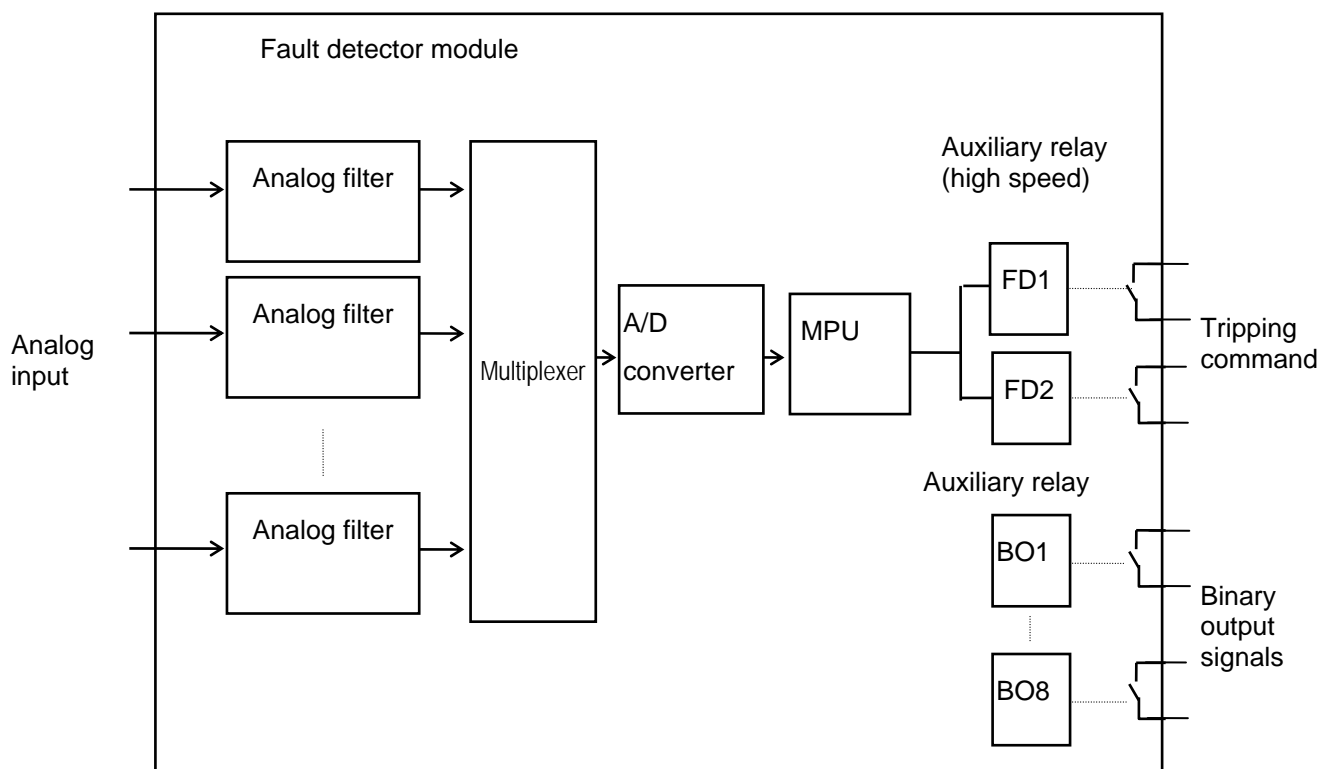 Fault detector module
Analog filter
Analog filter
Analog filter
Analog
input
Multiplexer
A/D
converter
MPU
Auxiliary relay
(high speed)
FD1
FD2
Tripping
command
Auxiliary relay
BO1
BO8
Binary
output
signals